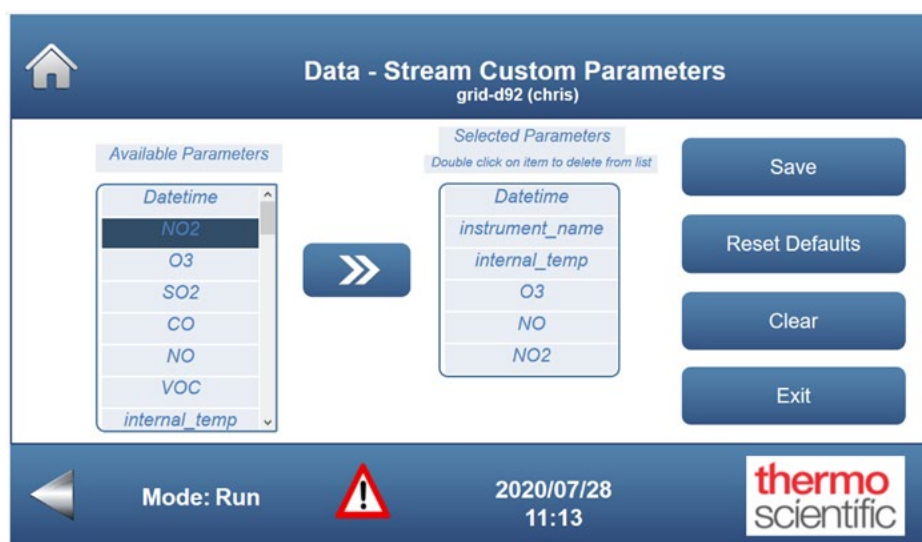 Data - Stream Custom Parameters
grid-d92 (chris)
Available Parameters
Datetime
NO2
O3
SO2
CO
NO
VOC
internal_temp
Selected Parameters
Double click on item to delete from list
Datetime
instrument_name
internal_temp
O3
NO
NO2
Save
Reset Defaults
Clear
Exit
Mode: Run
2020/07/28
11:13
thermo
scientific